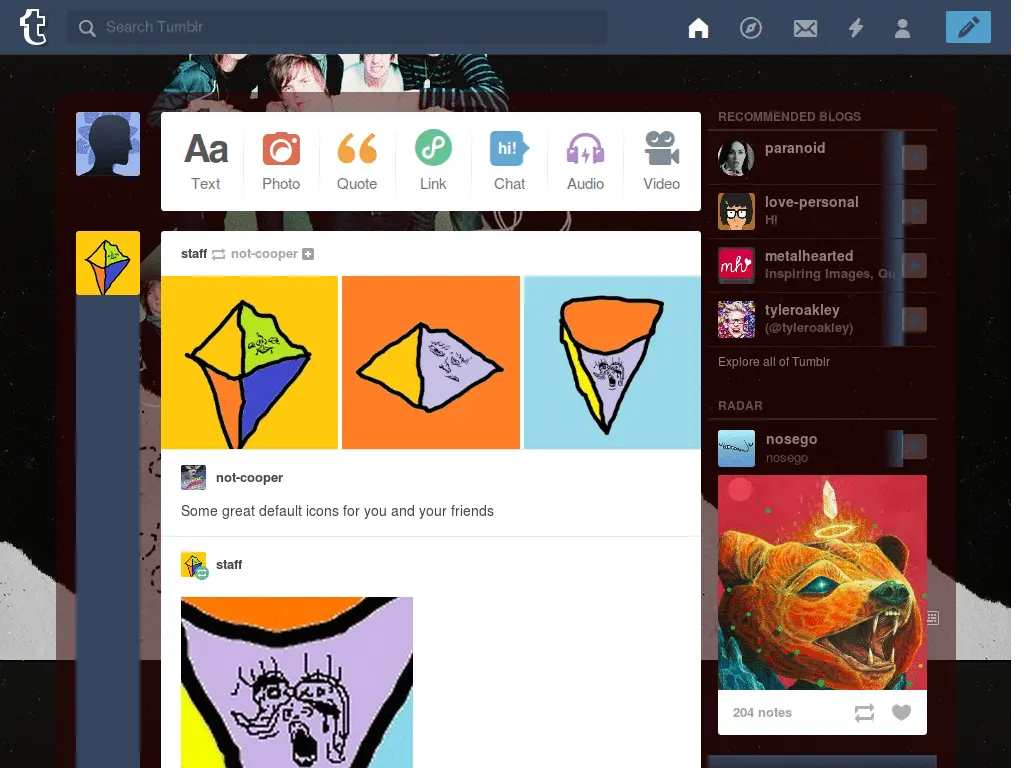 t
Search Tumblr
Aa
Text
Photo
Quote
Link
hi!
Chat
Audio
Video
staff not-cooper
not-cooper
Some great default icons for you and your friends
staff
RECOMMENDED BLOGS
paranoid
love-personal
Hi
metalhearted
Inspiring Images, Qu
mh
tyleroakley
(@tyleroakley)
Explore all of Tumblr
RADAR
nosego
nosego
204 notes